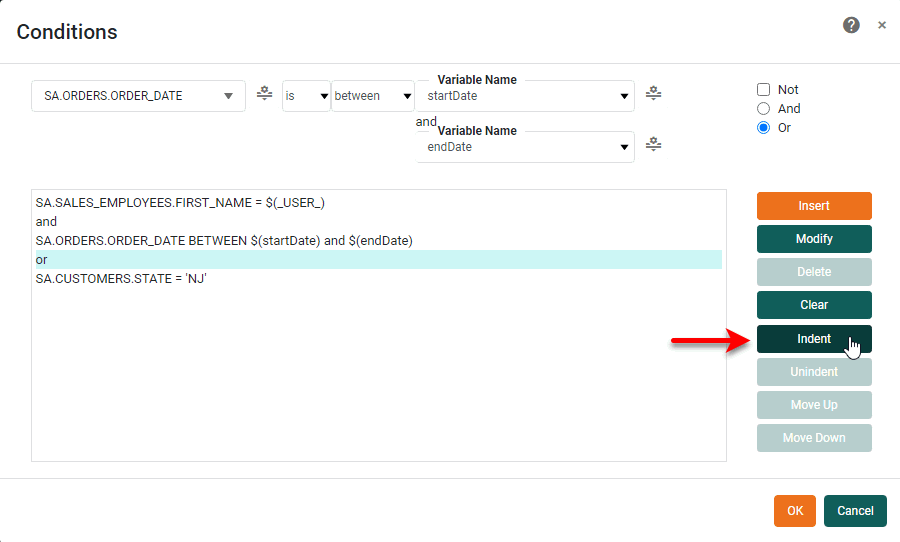 Conditions
? ×
SA.ORDERS.ORDER_DATE
is
between
Variable Name
startDate
and
Variable Name
endDate
Not
And
Or
SA.SALES_EMPLOYEES.FIRST_NAME = $(_USER_)
and
SA.ORDERS.ORDER_DATE BETWEEN $(startDate) and $(endDate)
or
SA.CUSTOMERS.STATE = 'NJ'
Insert
Modify
Delete
Clear
Indent
Unindent
Move Up
Move Down
OK
Cancel